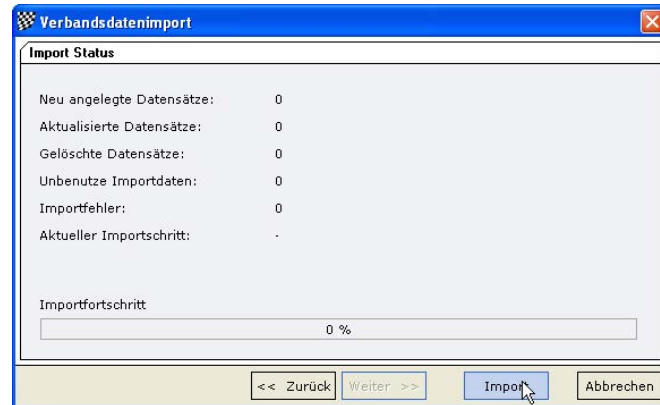 Verbandsdatenimport
Import Status
Neu angelegte Datensätze: 0
Aktualisierte Datensätze: 0
Gelöschte Datensätze: 0
Unbenutze Importdaten: 0
Importfehler: 0
Aktueller Importschritt: -
Importfortschritt
0 %
<< Zurück Weiter >> Import Abbrechen